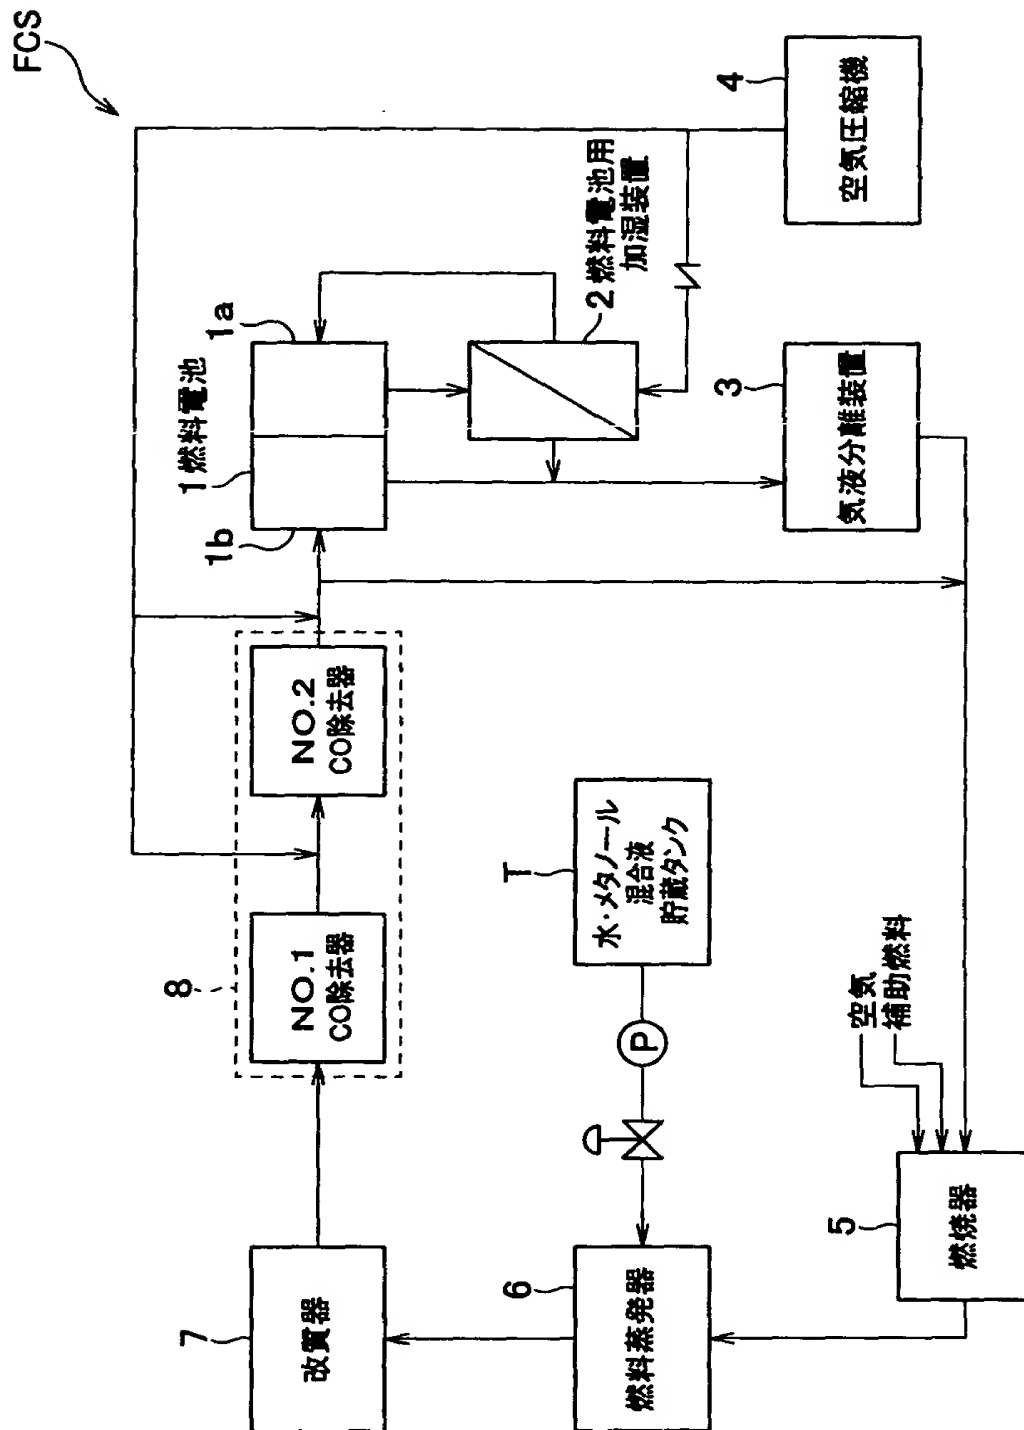 FCS
4
空気圧縮機
1a
1燃料電池
1b
2燃料電池用
加湿装置
3
気液分離装置
8
NO.2
CO除去器
NO.1
CO除去器
T
水・メタノール
混合液
貯蔵タンク
P
空気
補助燃料
5
燃焼器
6
燃料蒸発器
7
改質器